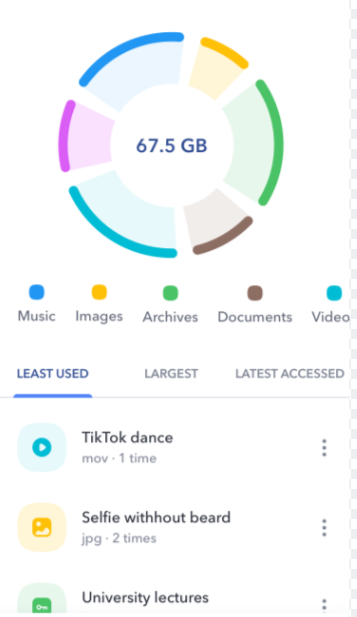 67.5 GB
Music Images Archives Documents Video
LEAST USED LARGEST LATEST ACCESSED
TikTok dance
mov · 1 time
Selfie withhout beard
jpg · 2 times
University lectures